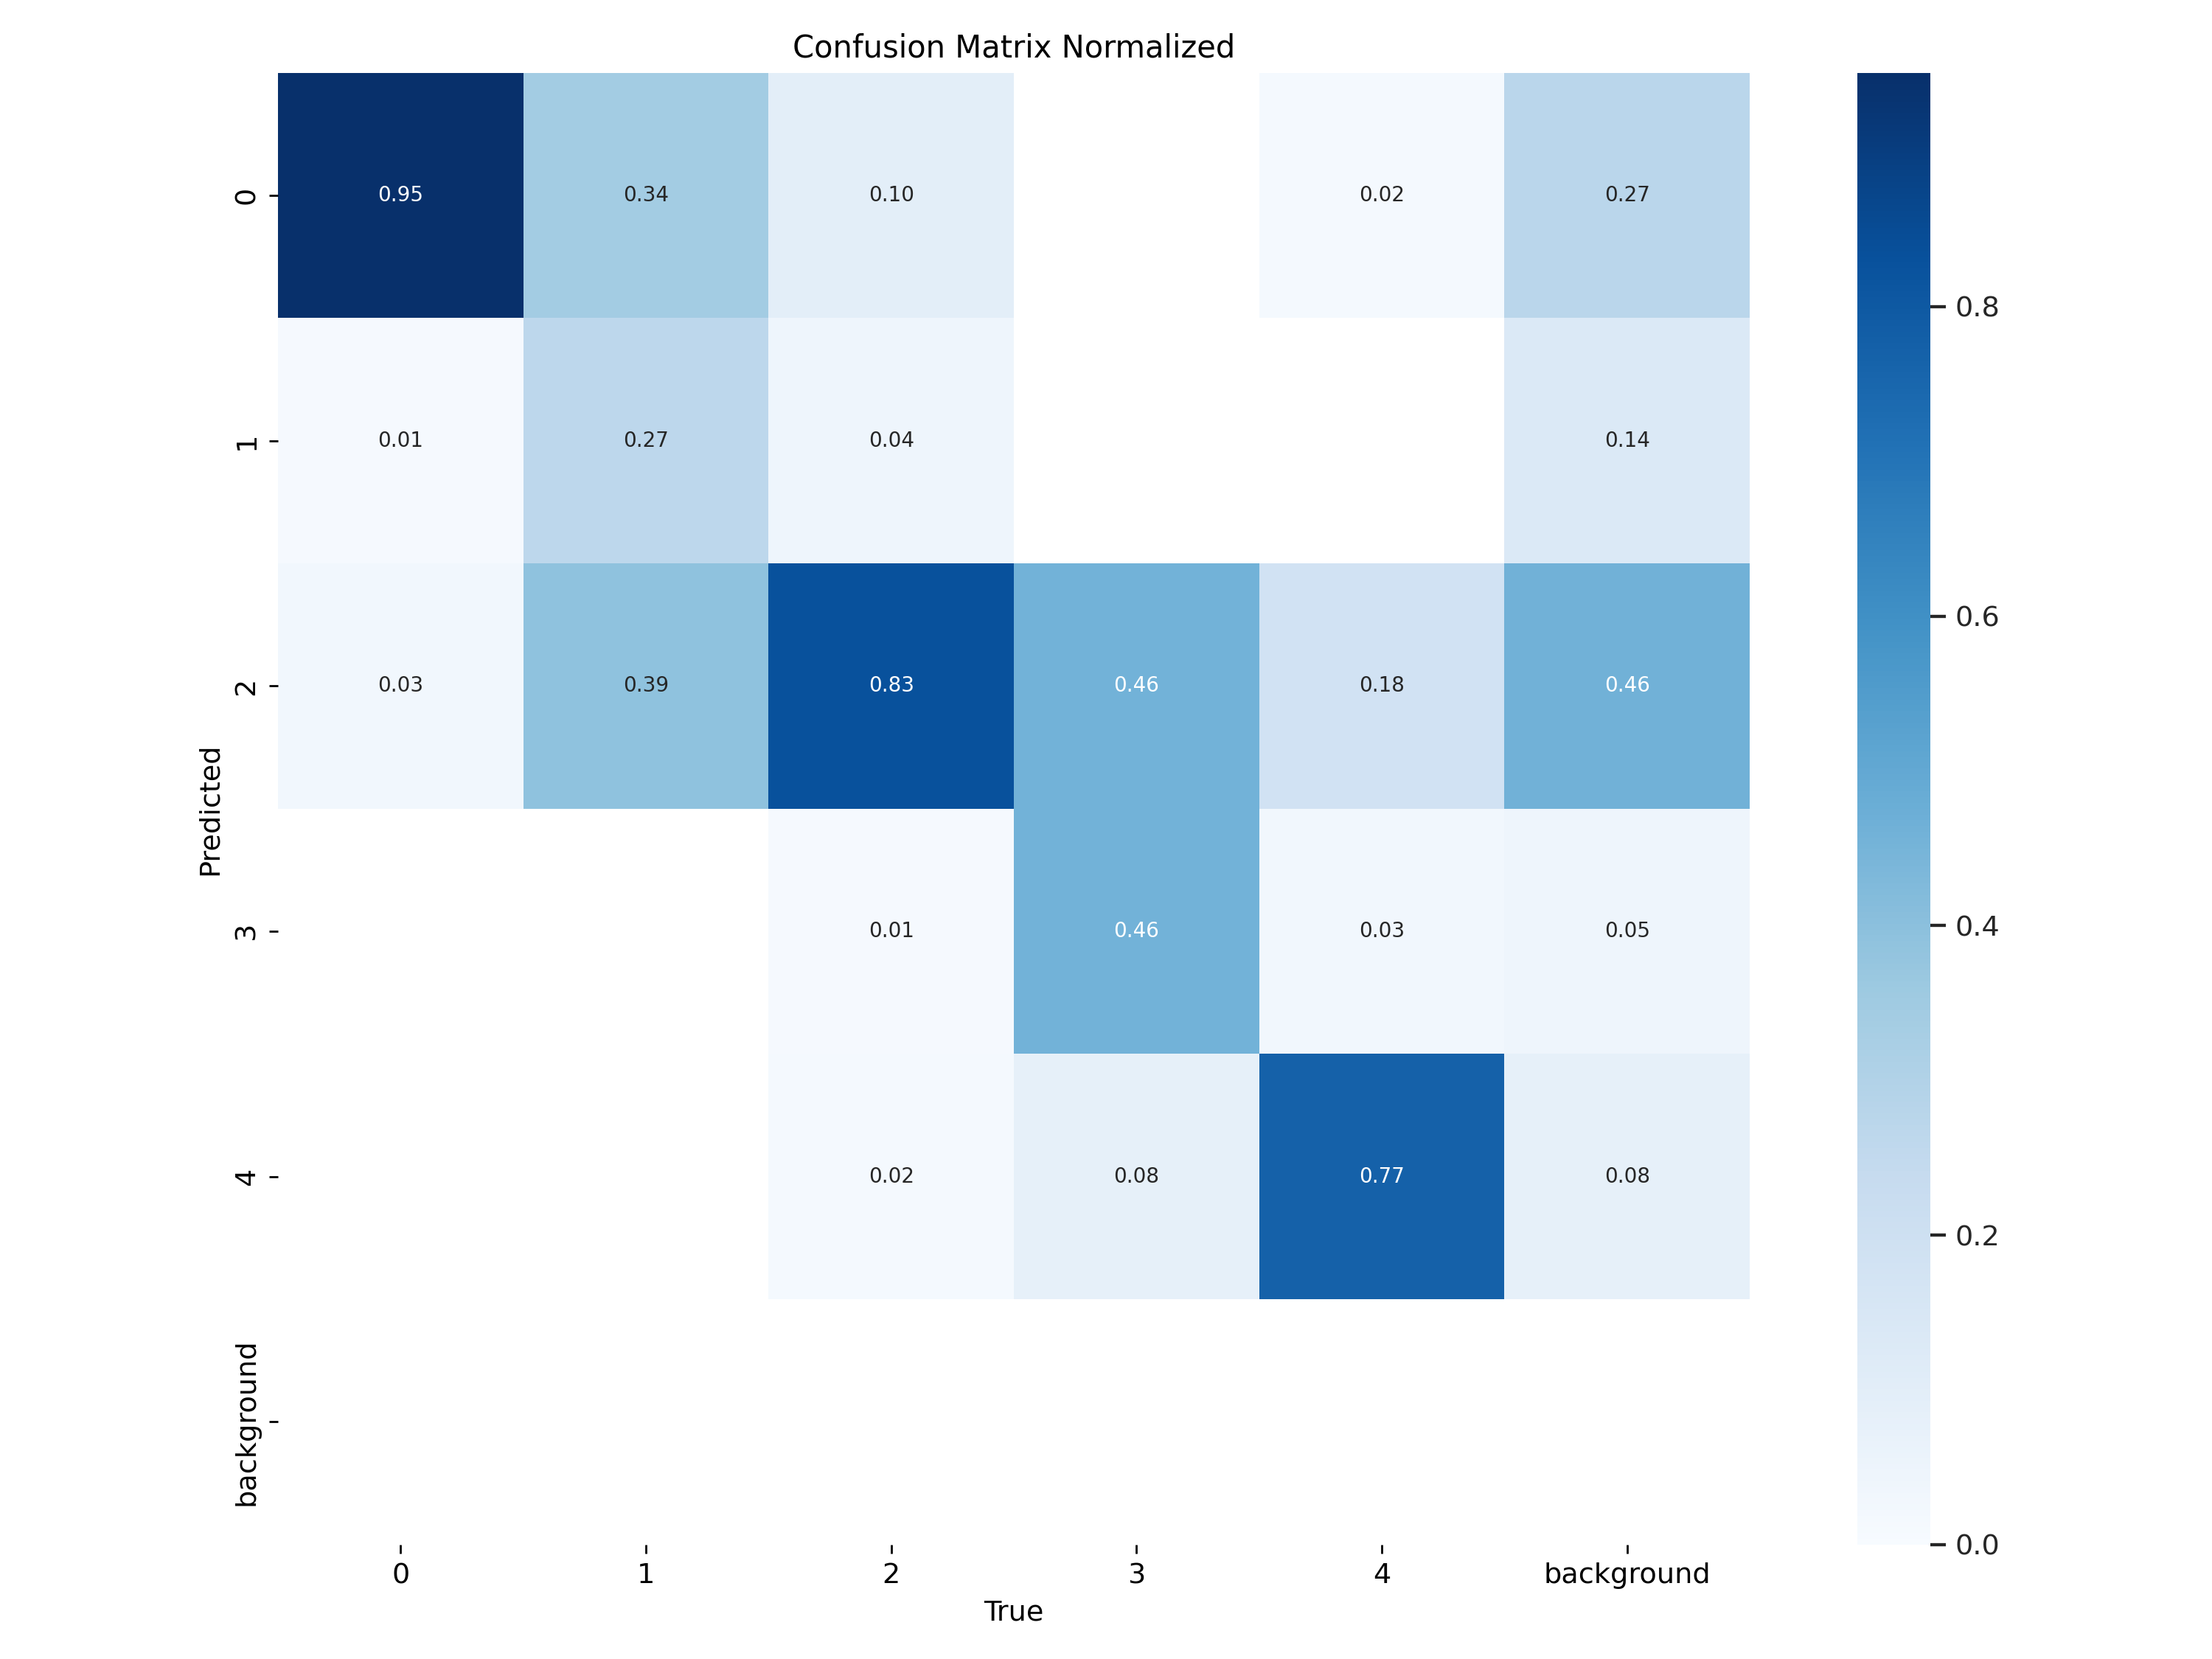 Confusion Matrix Normalized
0 0.95 0.34 0.10 0.02 0.27
1 0.01 0.27 0.04 0.14
2 0.03 0.39 0.83 0.46 0.18 0.46
3 0.01 0.46 0.03 0.05
4 0.02 0.08 0.77 0.08
background
Predicted
0 1 2 3 4 background
True
0.8
0.6
0.4
0.2
0.0